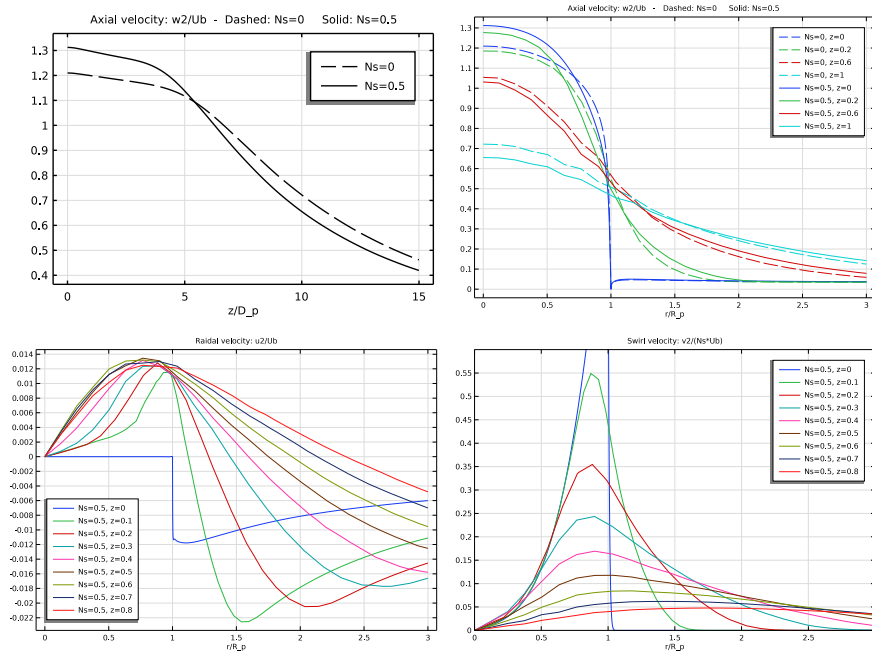 Axial velocity: w2/Ub - Dashed: Ns=0 Solid: Ns=0.5
1.3
1.2
1.1
1
0.9
0.8
0.7
0.6
0.5
0.4
Ns=0
Ns=0.5
0
5
10
15
z/D_p
Axial velocity: w2/Ub - Dashed: Ns=0 Solid: Ns=0.5
1.3
1.2
1.1
1
0.9
0.8
0.7
0.6
0.5
0.4
0.3
0.2
0.1
0
Ns=0, z=0
Ns=0, z=0.2
Ns=0, z=0.6
Ns=0, z=1
Ns=0.5, z=0
Ns=0.5, z=0.2
Ns=0.5, z=0.6
Ns=0.5, z=1
0
0.5
1
1.5
2
2.5
3
r/R_p
Raidal velocity: u2/Ub
0.014
0.012
0.01
0.008
0.006
0.004
0.002
0
-0.002
-0.004
-0.006
-0.008
-0.01
-0.012
-0.014
-0.016
-0.018
-0.02
-0.022
Ns=0.5, z=0
Ns=0.5, z=0.1
Ns=0.5, z=0.2
Ns=0.5, z=0.3
Ns=0.5, z=0.4
Ns=0.5, z=0.5
Ns=0.5, z=0.6
Ns=0.5, z=0.7
Ns=0.5, z=0.8
0
0.5
1
1.5
2
2.5
3
r/R_p
Swirl velocity: v2/(Ns*Ub)
0.55
0.5
0.45
0.4
0.35
0.3
0.25
0.2
0.15
0.1
0.05
0
Ns=0.5, z=0
Ns=0.5, z=0.1
Ns=0.5, z=0.2
Ns=0.5, z=0.3
Ns=0.5, z=0.4
Ns=0.5, z=0.5
Ns=0.5, z=0.6
Ns=0.5, z=0.7
Ns=0.5, z=0.8
0
0.5
1
1.5
2
2.5
3
r/R_p